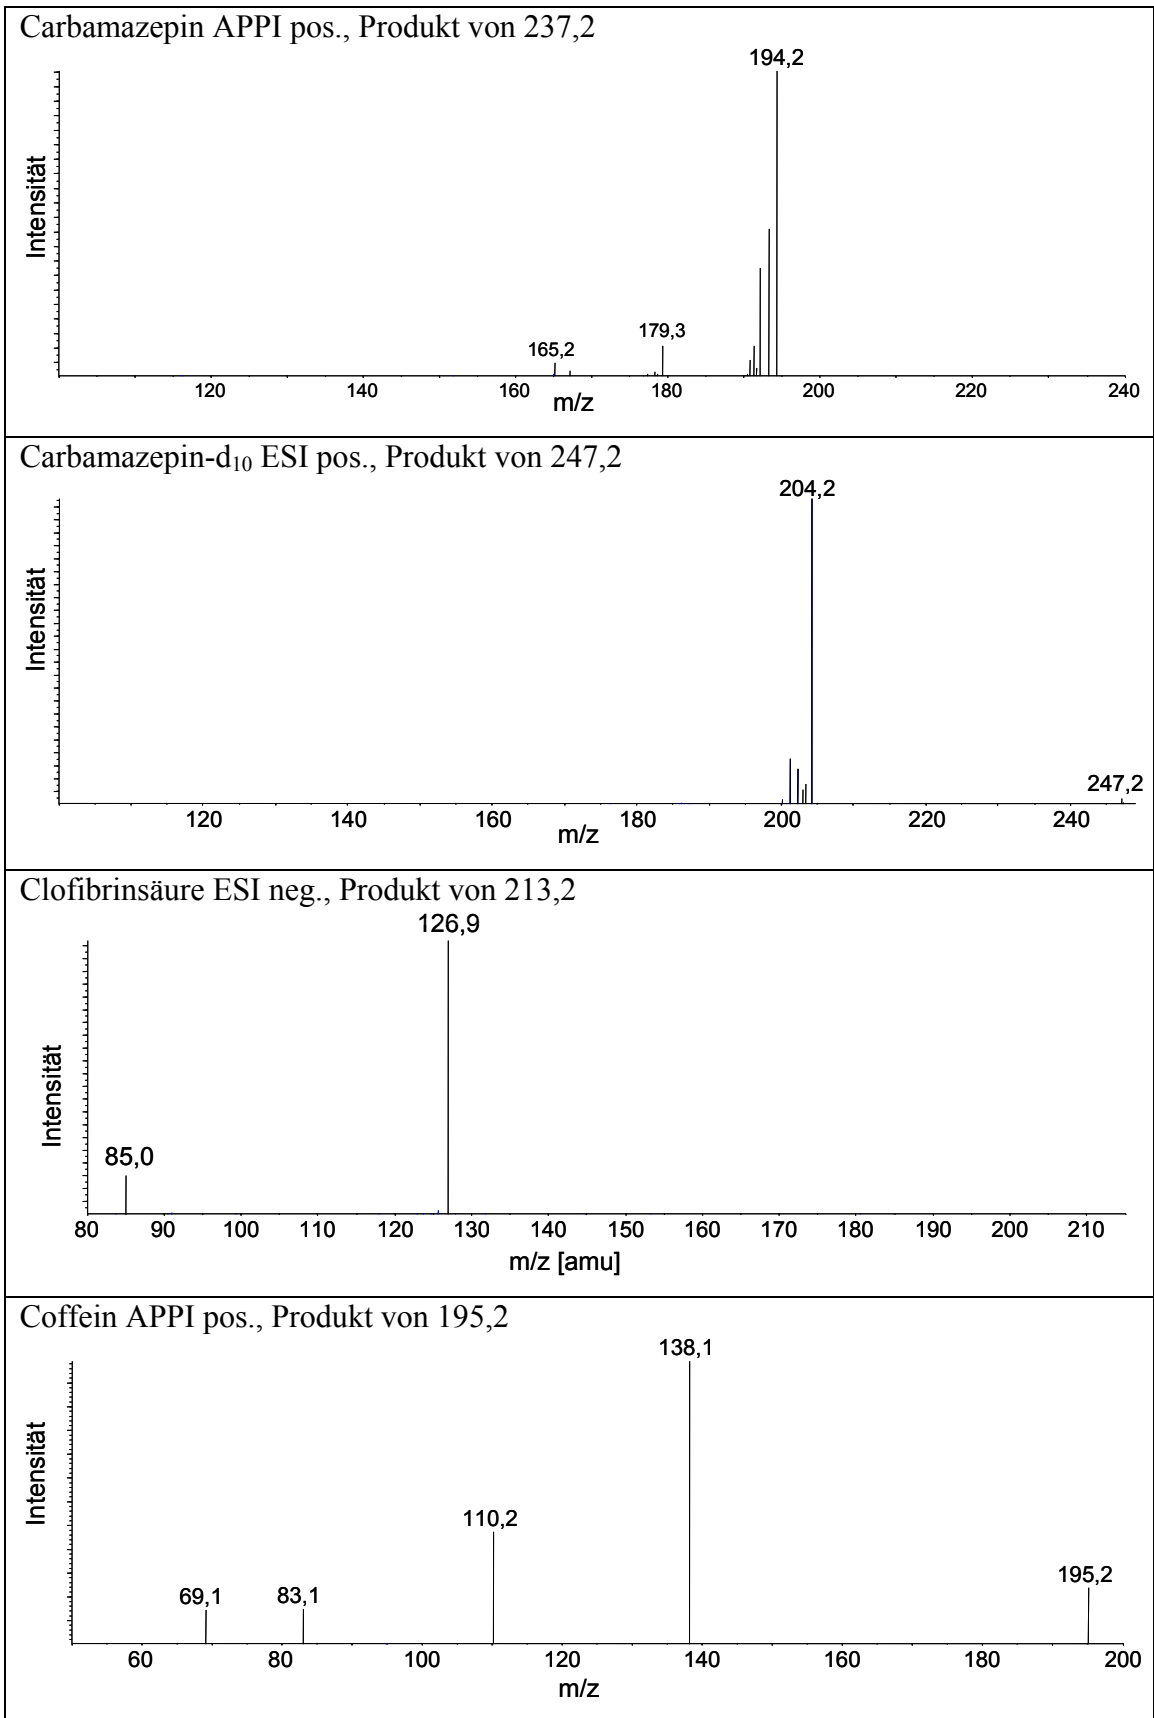 Carbamazepin APPI pos., Produkt von 237,2
194,2
179,3
165,2
Intensität
120 140 160 180 200 220 240
m/z
Carbamazepin-d10 ESI pos., Produkt von 247,2
204,2
247,2
Intensität
120 140 160 180 200 220 240
m/z
Clofibrinsäure ESI neg., Produkt von 213,2
126,9
85,0
Intensität
80 90 100 110 120 130 140 150 160 170 180 190 200 210
m/z [amu]
Coffein APPI pos., Produkt von 195,2
138,1
110,2
69,1 83,1 195,2
Intensität
60 80 100 120 140 160 180 200
m/z